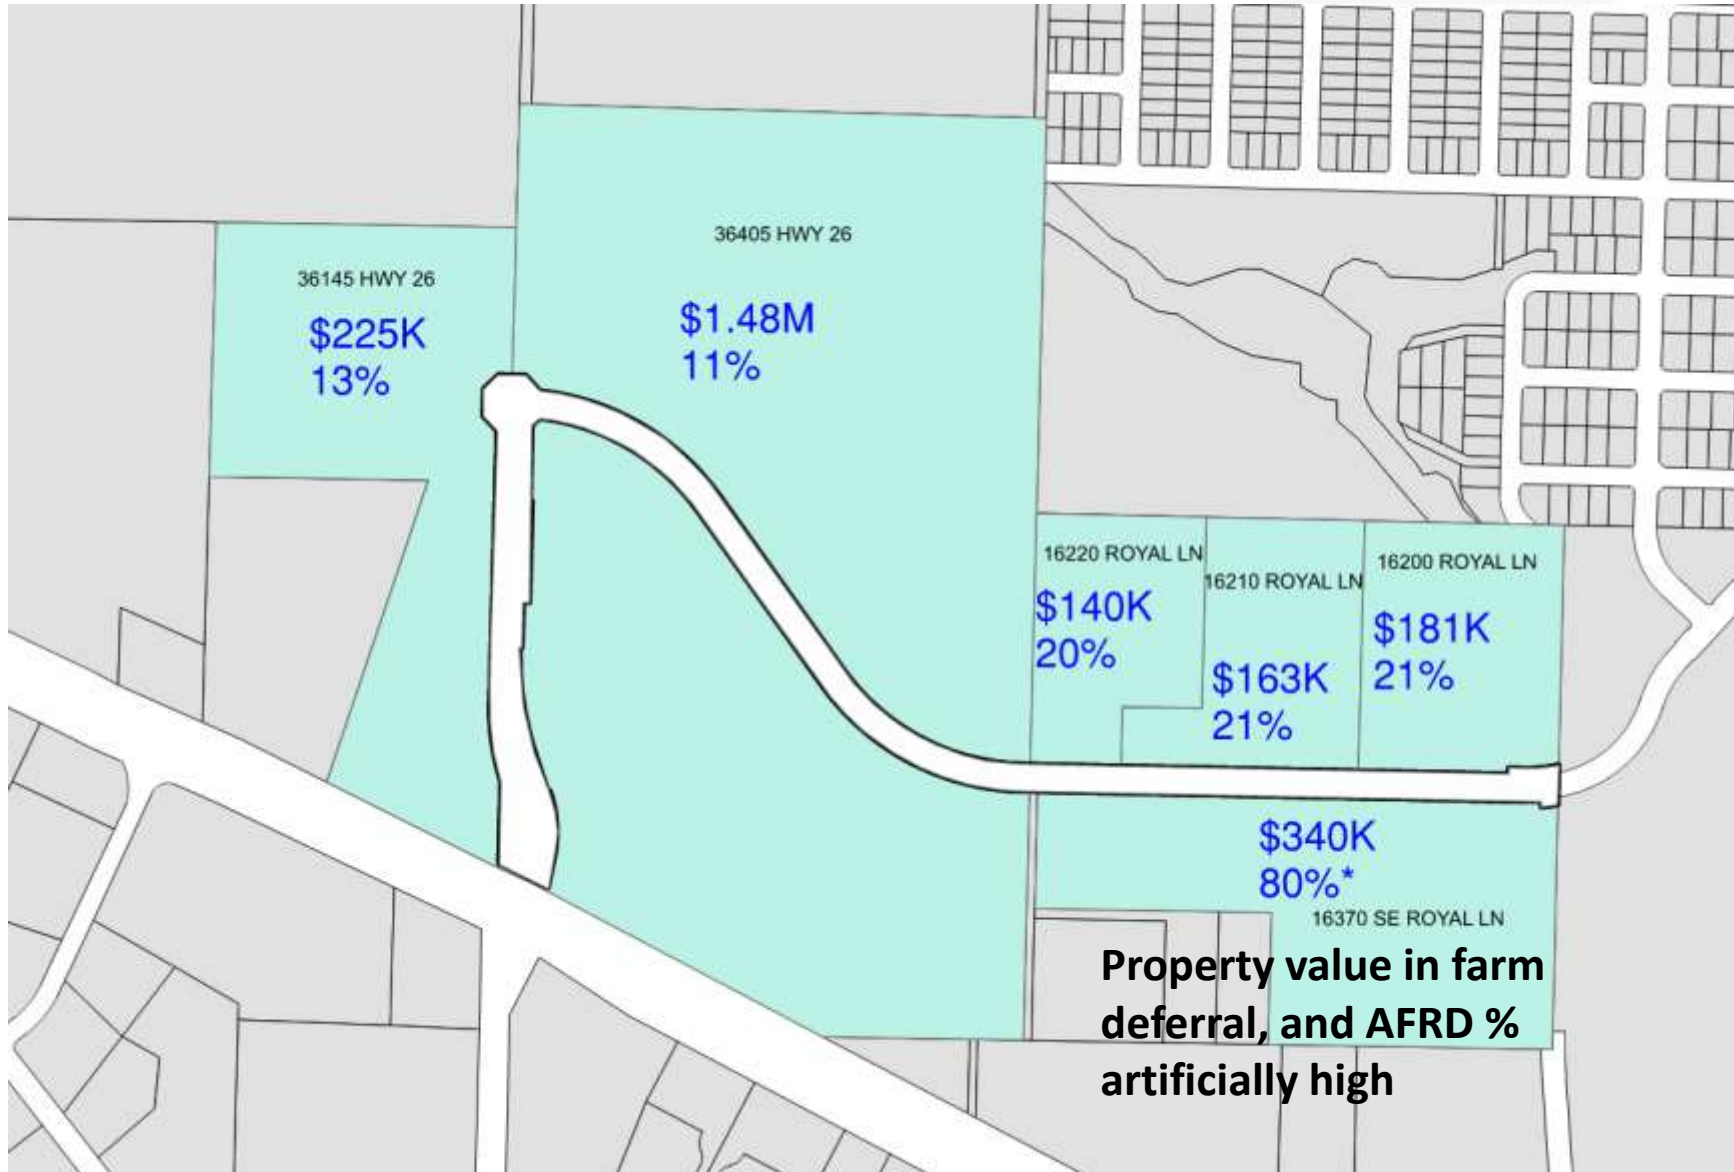 36405 HWY 26
$1.48M
11%
36145 HWY 26
$225K
13%
16220 ROYAL LN
$140K
20%
16210 ROYAL LN
$163K
21%
16200 ROYAL LN
$181K
21%
$340K
80%*
16370 SE ROYAL LN
Property value in farm
deferral, and AFRD %
artificially high